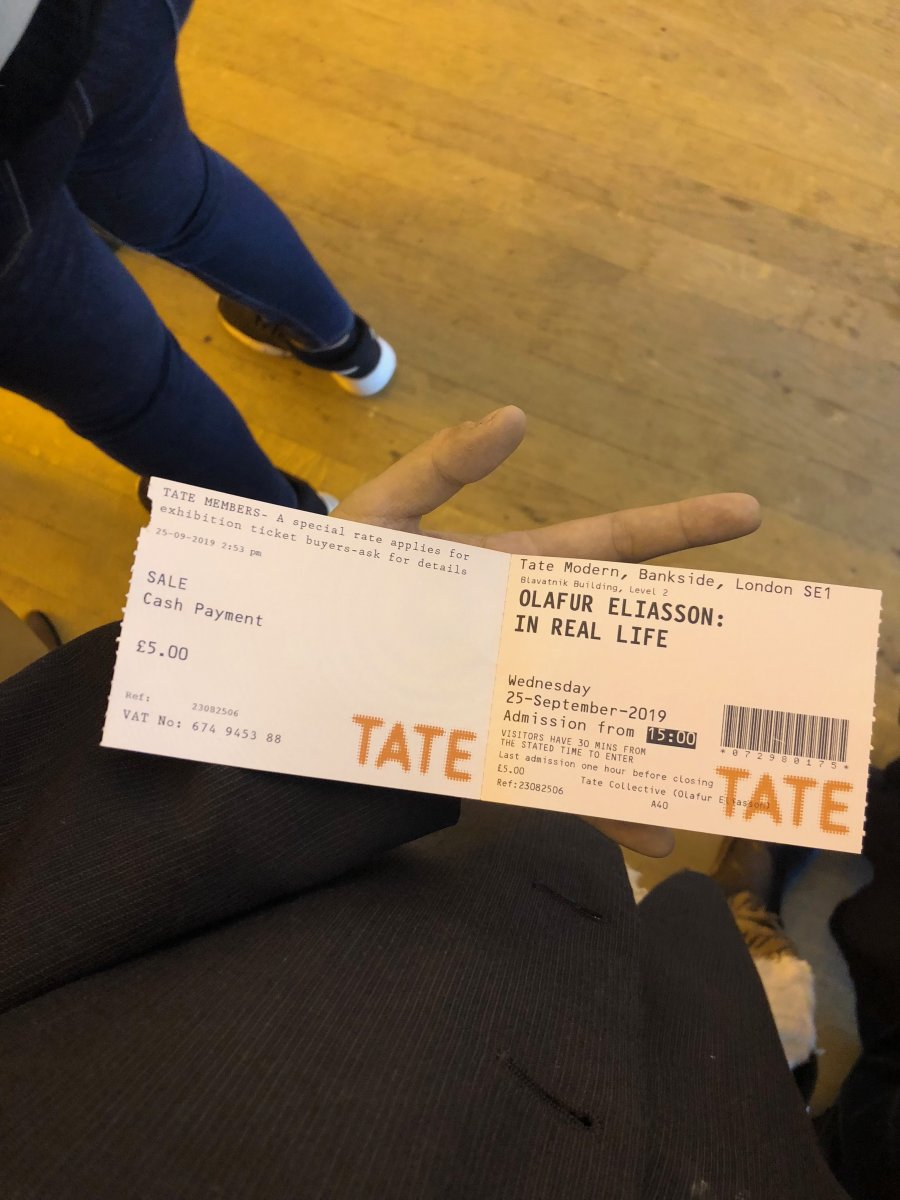 TATE MEMBERS- A special rate applies for
exhibition ticket buyers-ask for details
25-09-2019 2:53 pm
SALE
Cash Payment
£5.00
Ref: 23082506
VAT No: 674 9453 88
TATE
Tate Modern, Bankside, London SE1
Blavatnik Building, Level 2
OLAFUR ELIASSON:
IN REAL LIFE
Wednesday
25-September-2019
Admission from 15:00
VISITORS HAVE 30 MINS FROM
THE STATED TIME TO ENTER
Last admission one hour before closing
£5.00 Tate Collective (Olafur Eliasson)
Ref:23082506 A40
*072980175*
TATE